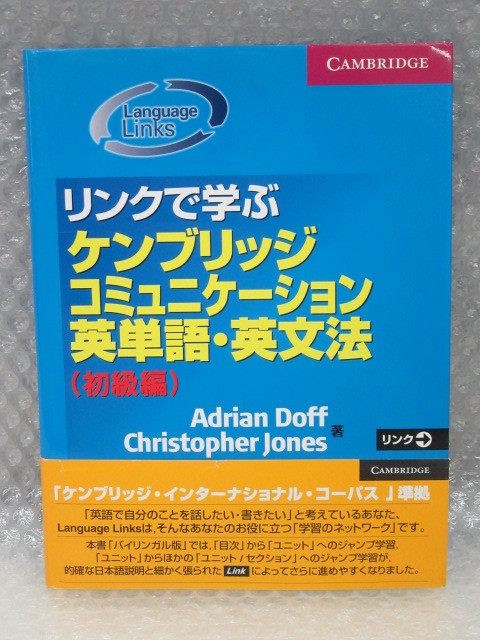 CAMBRIDGE
Language
Links
リンクで学ぶ
ケンブリッジ
コミュニケーション
英単語・英文法
（初級編）
Adrian Doff
Christopher Jones 著
リンク
CAMBRIDGE
「ケンブリッジ・インターナショナル・コーパス 」準拠
「英語で自分のことを話したい・書きたい」と考えているあなた、
Language Linksは、そんなあなたのお役に立つ「学習のネットワーク」です。
本書「バイリンガル版」では、「目次」から「ユニット」へのジャンプ学習，
「ユニット」からほかの「ユニット / セクション」へのジャンプ学習が，
的確な日本語説明と細かく張られた Link によってさらに進めやすくなりました。